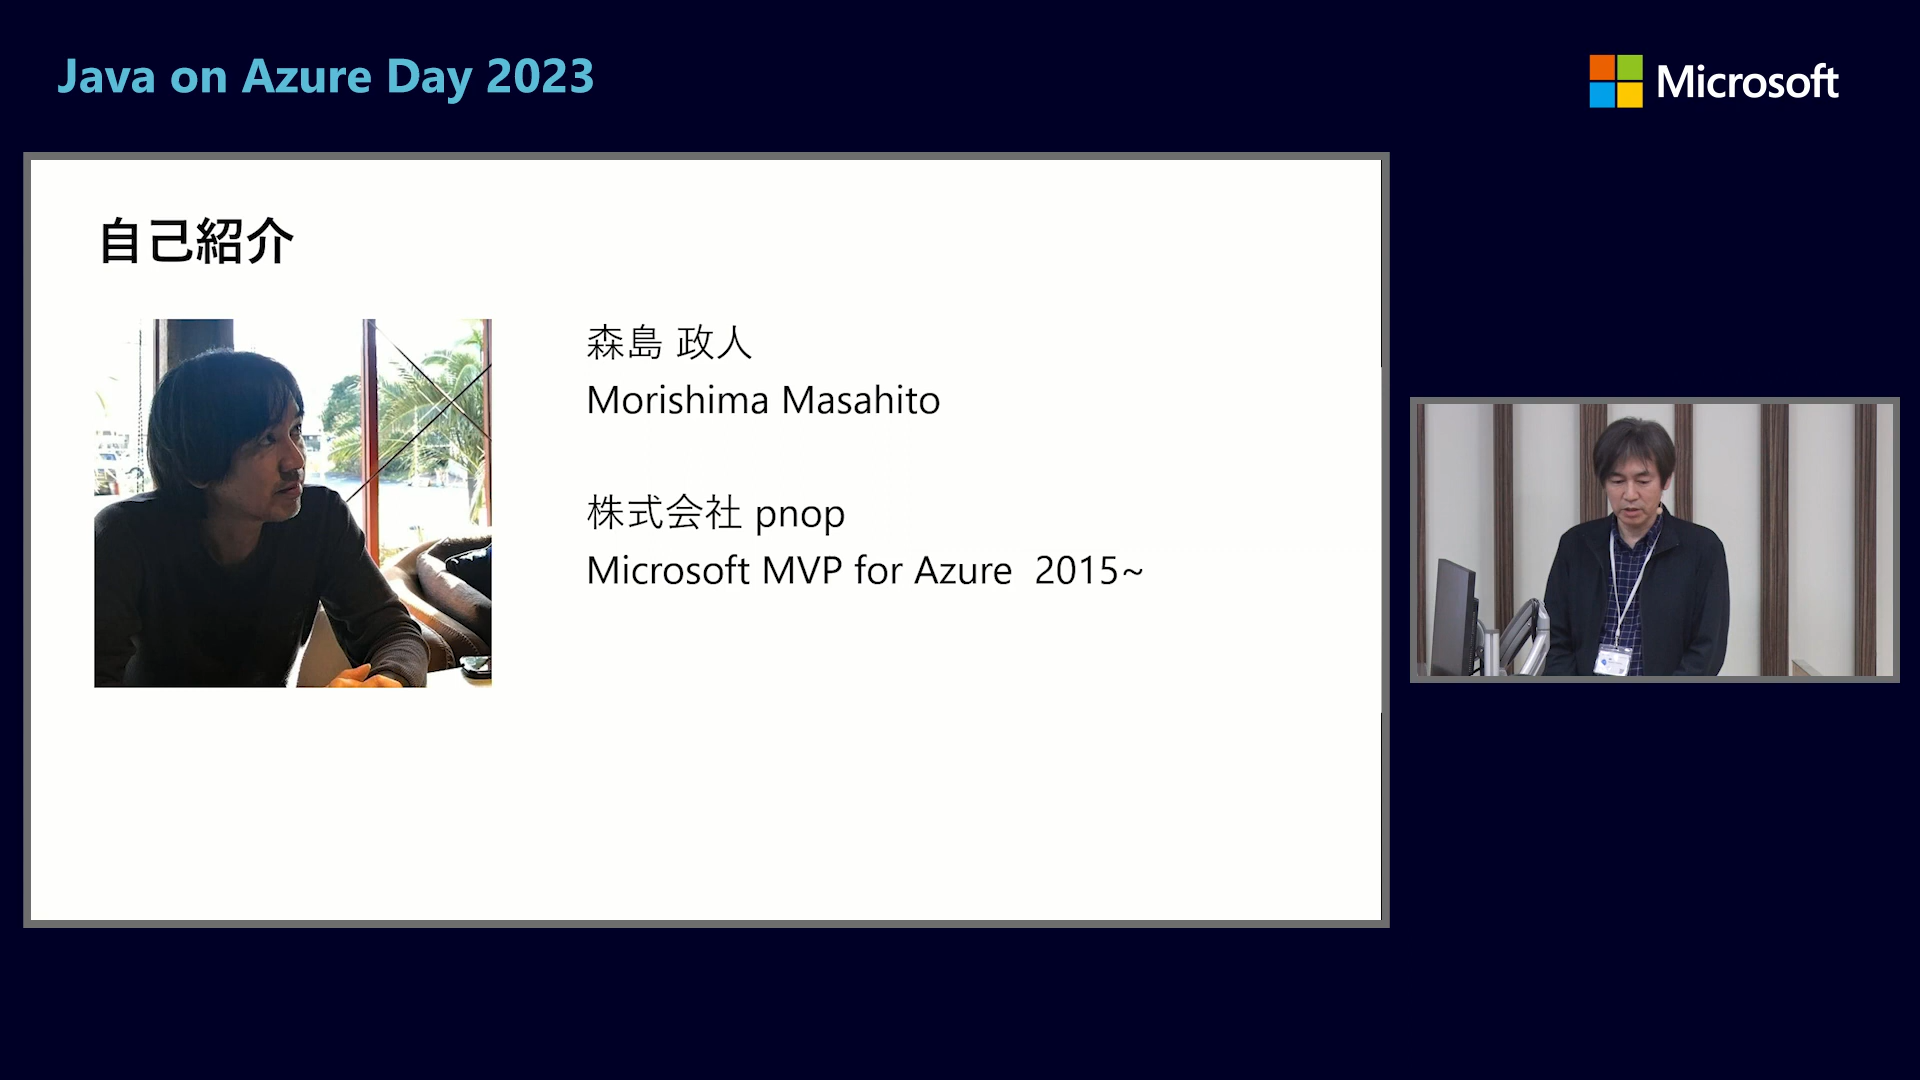 Java on Azure Day 2023
Microsoft
自己紹介
森島 政人
Morishima Masahito
株式会社 pnop
Microsoft MVP for Azure 2015~